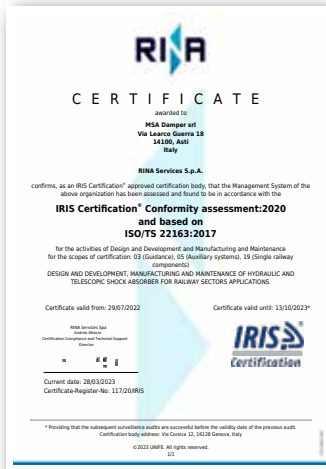 RINA
CERTIFICATE
awarded to
MSA Damper srl
Via Learco Guerra 18
14100, Asti
Italy
RINA Services S.p.A.
confirms, as an IRIS Certification® approved certification body, that the Management System of the
above organization has been assessed and found to be in accordance with the
IRIS Certification® Conformity assessment:2020
and based on
ISO/TS 22163:2017
for the activities of Design and Development and Manufacturing and Maintenance
for the scopes of certification: 03 (Guidance), 05 (Auxiliary systems), 19 (Single railway
components)
DESIGN AND DEVELOPMENT, MANUFACTURING AND MAINTENANCE OF HYDRAULIC AND
TELESCOPIC SHOCK ABSORBER FOR RAILWAY SECTORS APPLICATIONS.
Certificate valid from: 29/07/2022 Certificate valid until: 13/10/2023*
RINA Services Spa
Andrea Alloisio
Certification Compliance and Technical Support
Director
IRIS
Certification
Current date: 28/03/2023
Certificate-Register-No: 117/20/IRIS
* Providing that the subsequent surveillance audits are successful before the validity date of the previous audit.
Certification body address: Via Corsica 12, 16128 Genova, Italy
©2023 UNIFE. All rights reserved.
1/1